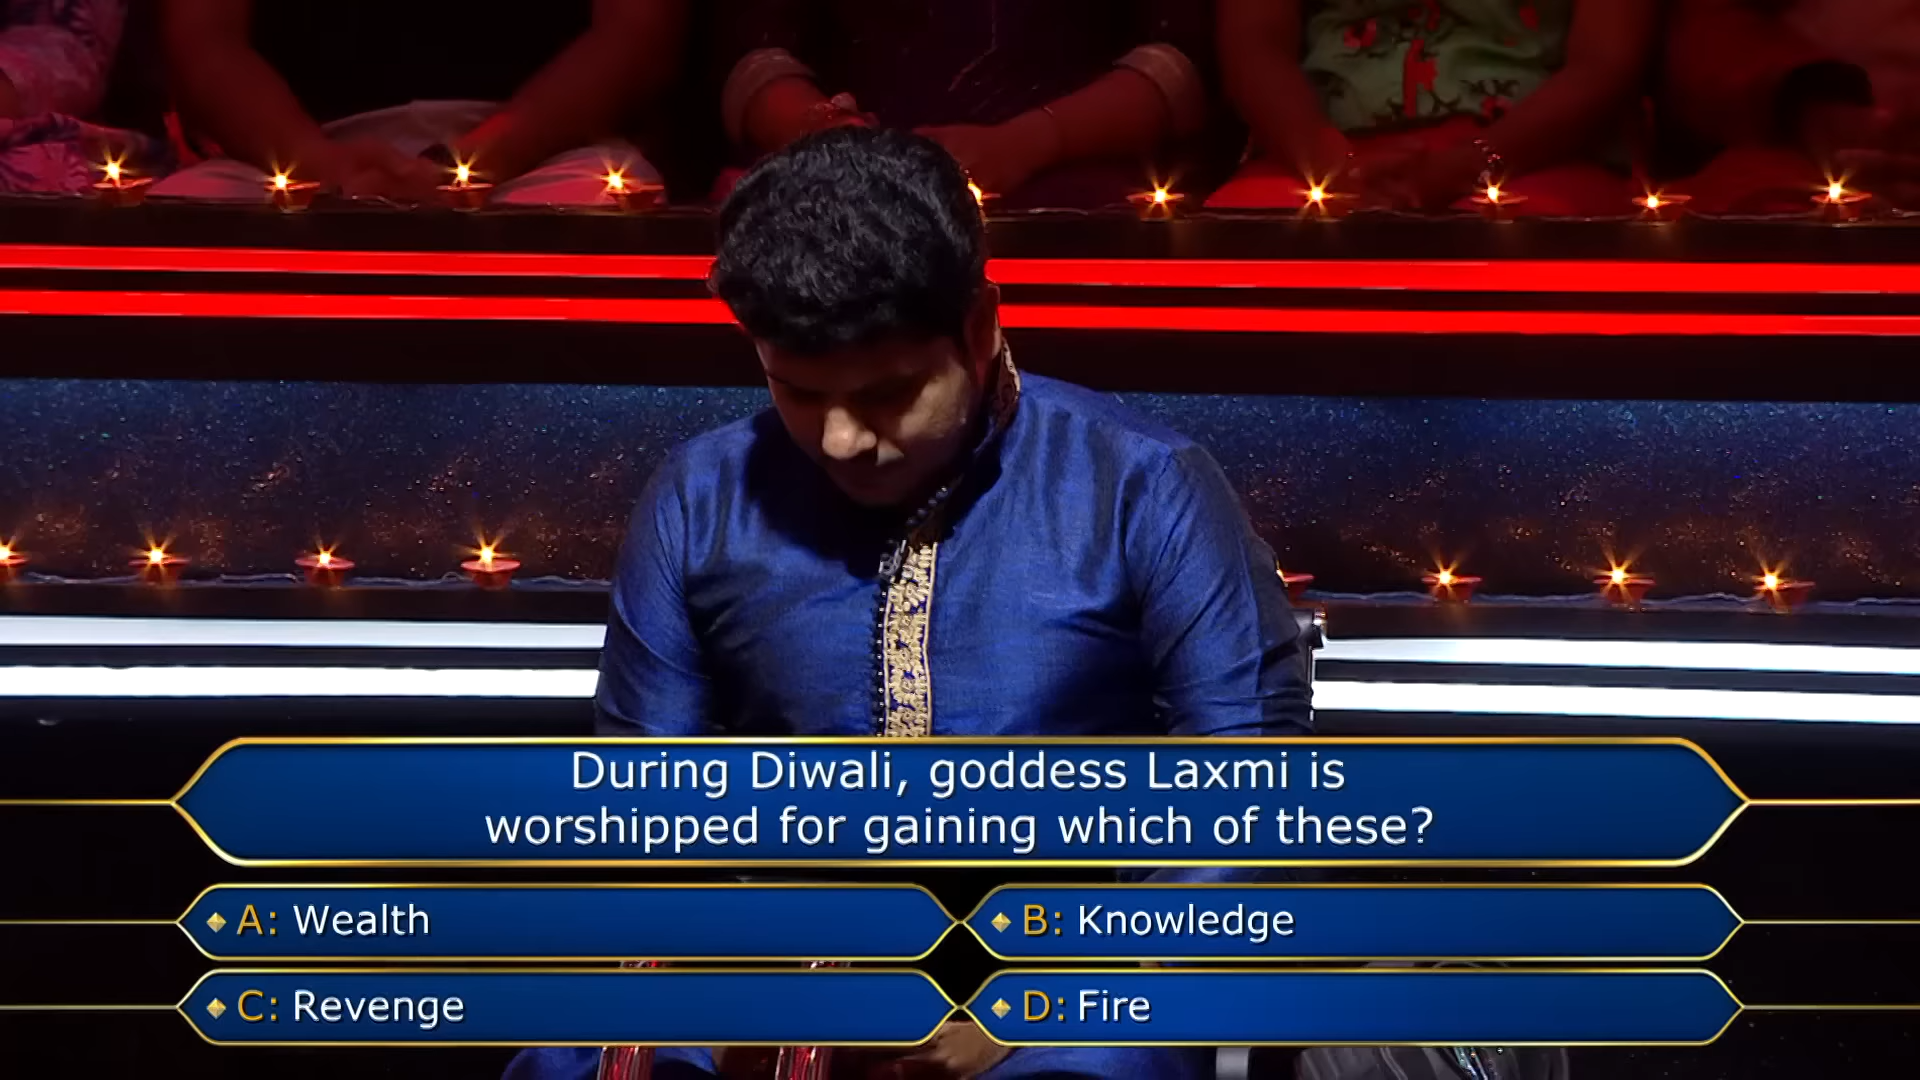 During Diwali, goddess Laxmi is
worshipped for gaining which of these?
A: Wealth
B: Knowledge
C: Revenge
D: Fire